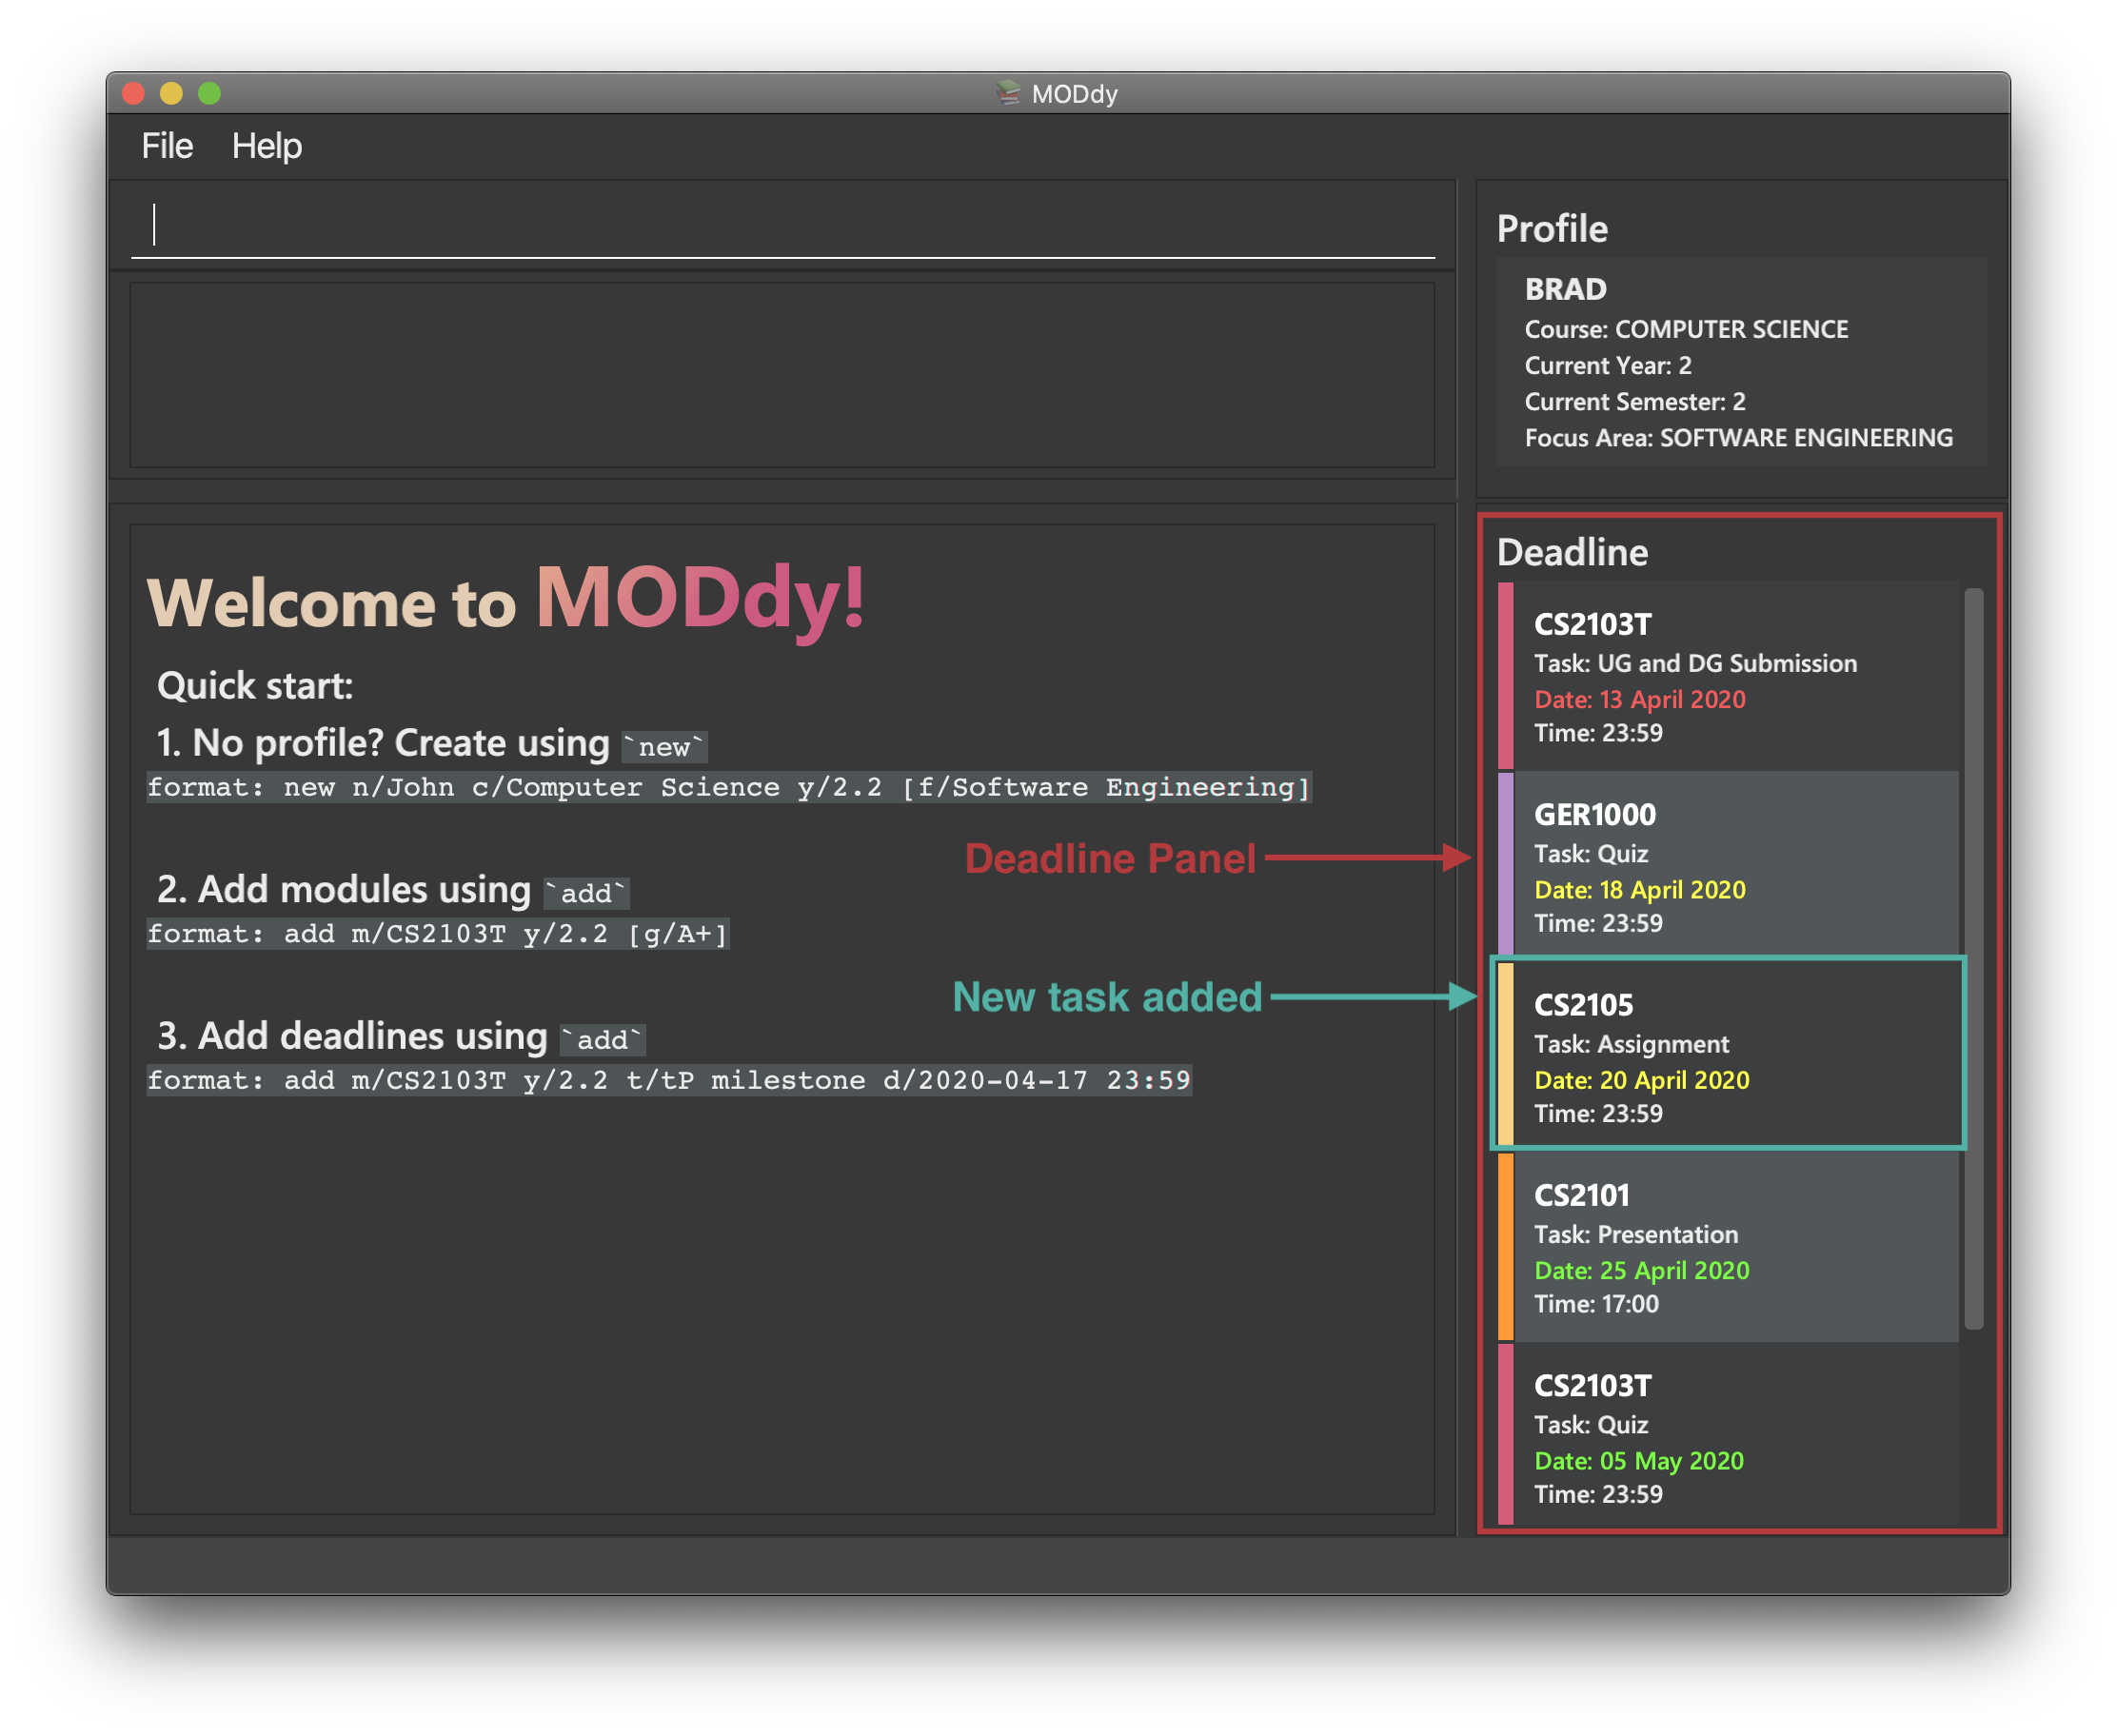 MODdy
File Help
Profile
BRAD
Course: COMPUTER SCIENCE
Current Year: 2
Current Semester: 2
Focus Area: SOFTWARE ENGINEERING
Welcome to MODdy!
Quick start:
1. No profile? Create using `new`
format: new n/John c/Computer Science y/2.2 [f/Software Engineering]
2. Add modules using `add`
format: add m/CS2103T y/2.2 [g/A+]
3. Add deadlines using `add`
format: add m/CS2103T y/2.2 t/tP milestone d/2020-04-17 23:59
Deadline Panel
New task added
Deadline
CS2103T
Task: UG and DG Submission
Date: 13 April 2020
Time: 23:59
GER1000
Task: Quiz
Date: 18 April 2020
Time: 23:59
CS2105
Task: Assignment
Date: 20 April 2020
Time: 23:59
CS2101
Task: Presentation
Date: 25 April 2020
Time: 17:00
CS2103T
Task: Quiz
Date: 05 May 2020
Time: 23:59